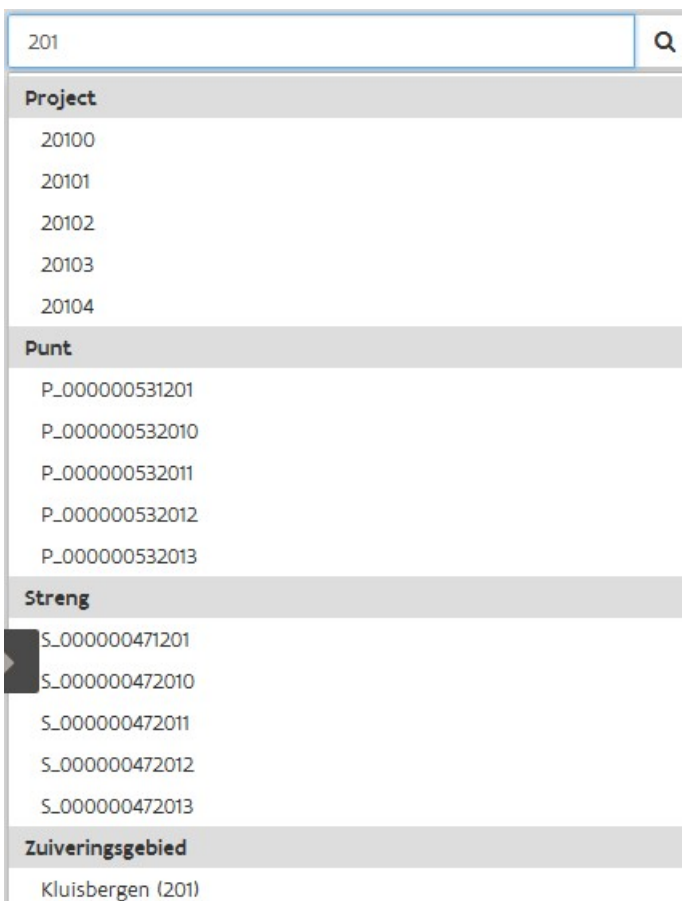 201
Project
20100
20101
20102
20103
20104
Punt
P_000000531201
P_000000532010
P_000000532011
P_000000532012
P_000000532013
Streng
S_000000471201
S_000000472010
S_000000472011
S_000000472012
S_000000472013
Zuiveringsgebied
Kluisbergen (201)